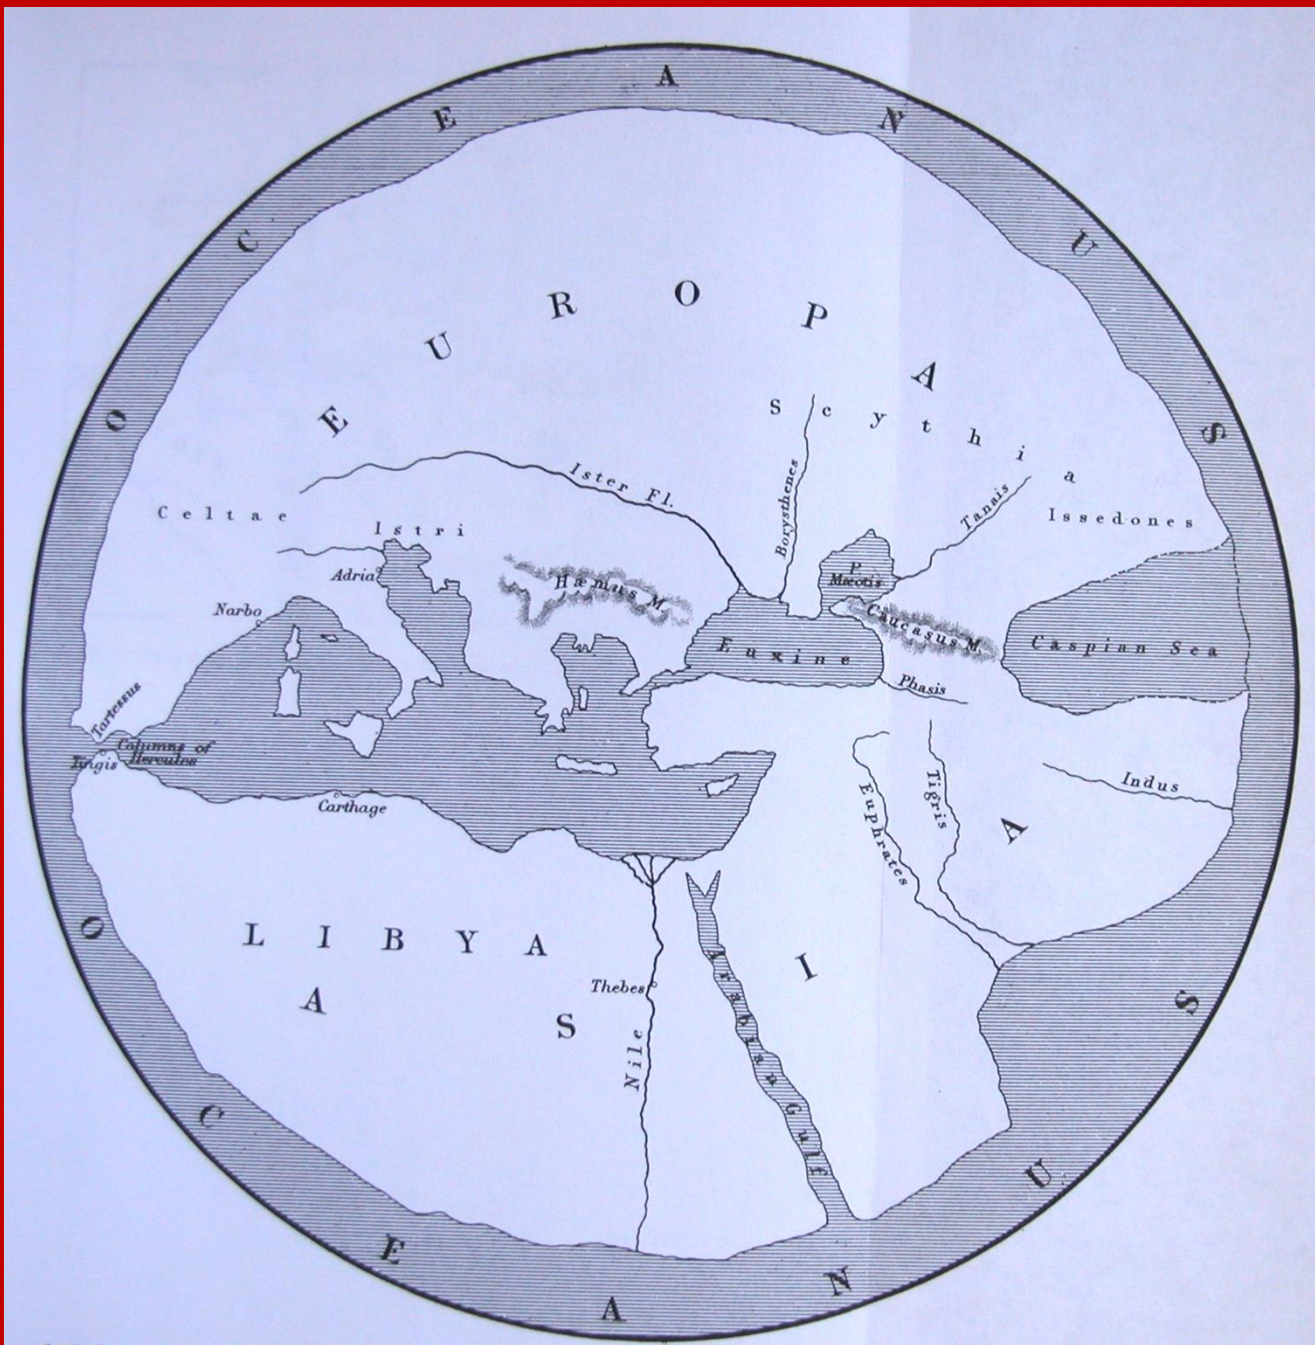 OCEANUS
EUROPA
Scythia
Ister Fl.
Borysthenes
Tanais
Issedones
Celtae
Istri
Adria
Hæmus M.
P. Mæotis
Caucasus M.
Narbo
Euxine
Caspian Sea
Phasis
Tartessus
Columns of
Hercules
Tingis
Carthage
Euphrates
Tigris
Indus
LIBYA
ASIA
Thebes
Nile
Arabian Gulf
OCEANUS